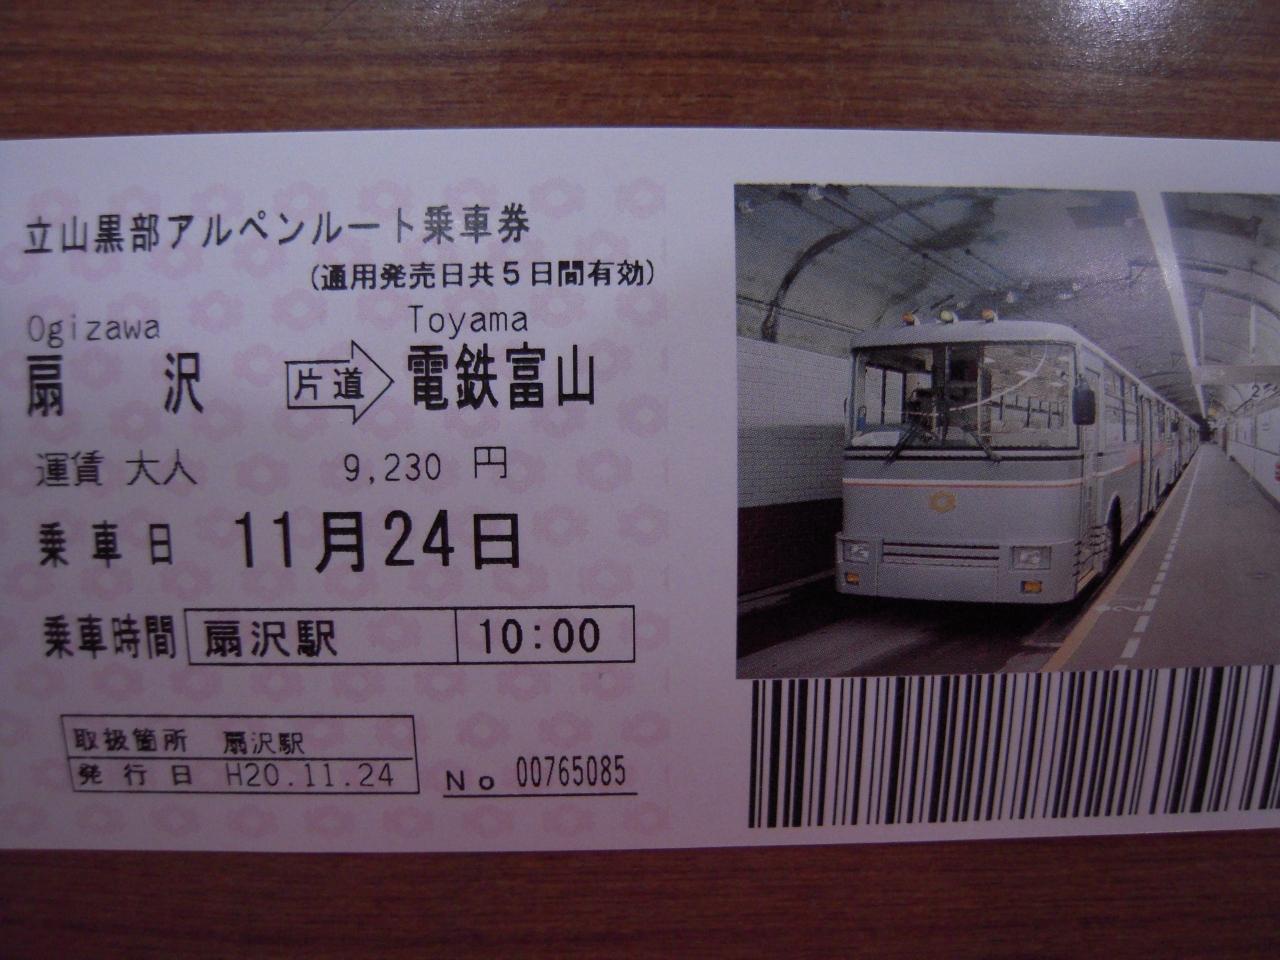 立山黒部アルペンルート乗車券
(通用発売日共5日間有効)
Ogizawa Toyama
扇沢 片道 電鉄富山
運賃 大人 9,230 円
乗車日 11月24日
乗車時間 扇沢駅 10:00
取扱箇所 扇沢駅
発行日 H20.11.24
No 00765085